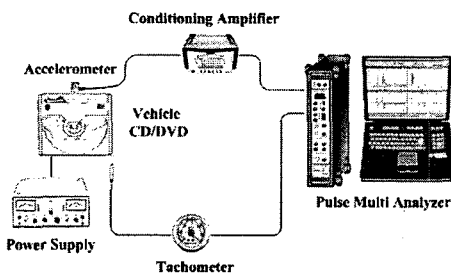 Conditioning Amplifier
Accelerometer
Vehicle
CD/DVD
Pulse Multi Analyzer
Power Supply
Tachometer